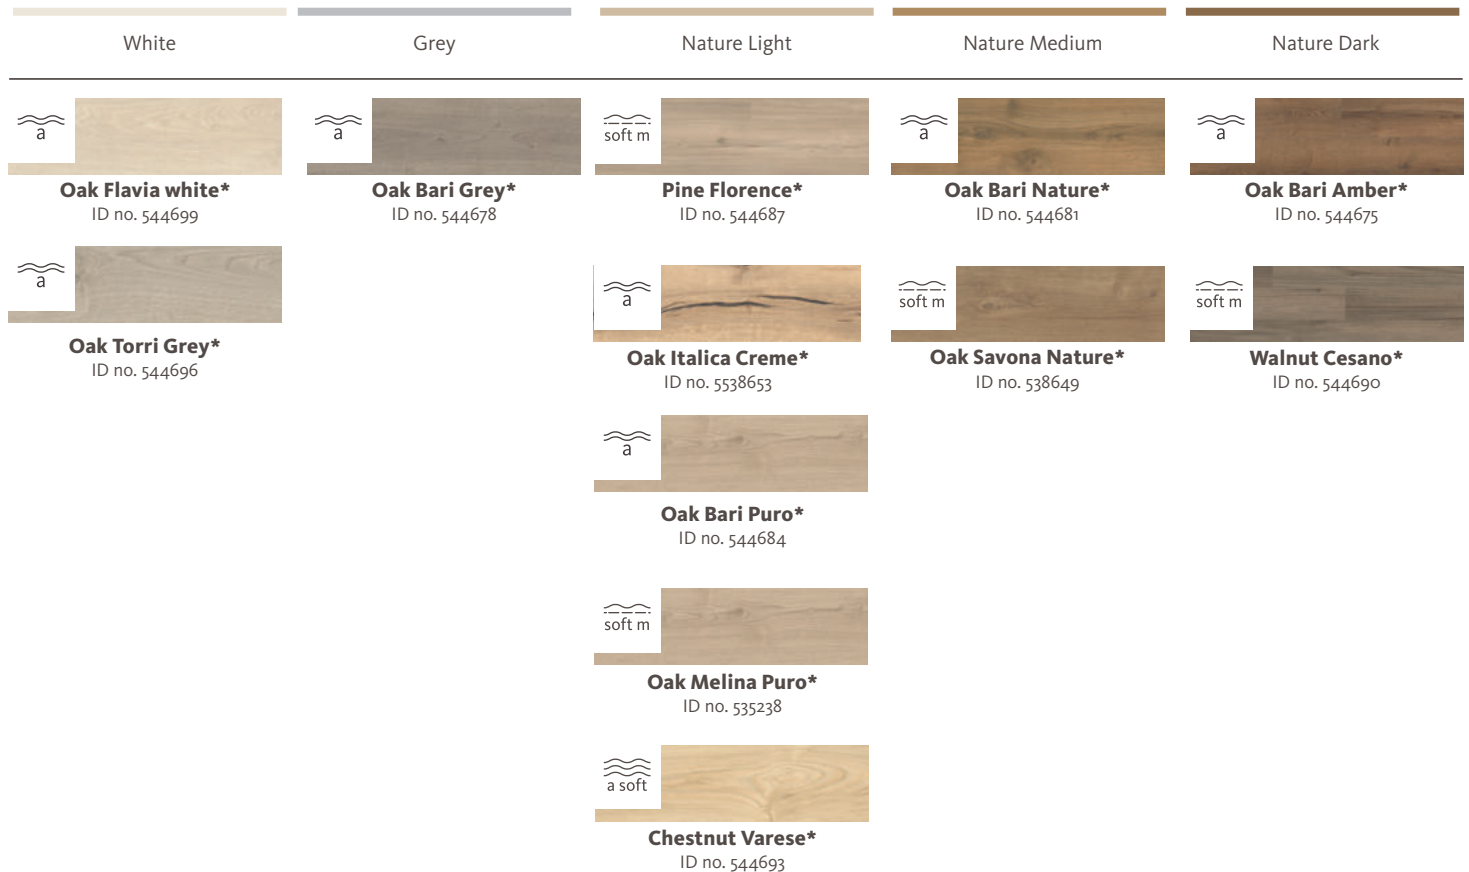 White
Grey
Nature Light
Nature Medium
Nature Dark
a
Oak Flavia white*
ID no. 544699
a
Oak Torri Grey*
ID no. 544696
a
Oak Bari Grey*
ID no. 544678
soft m
Pine Florence*
ID no. 544687
a
Oak Italica Creme*
ID no. 5538653
a
Oak Bari Puro*
ID no. 544684
soft m
Oak Melina Puro*
ID no. 535238
a soft
Chestnut Varese*
ID no. 544693
a
Oak Bari Nature*
ID no. 544681
soft m
Oak Savona Nature*
ID no. 538649
a
Oak Bari Amber*
ID no. 544675
soft m
Walnut Cesano*
ID no. 544690